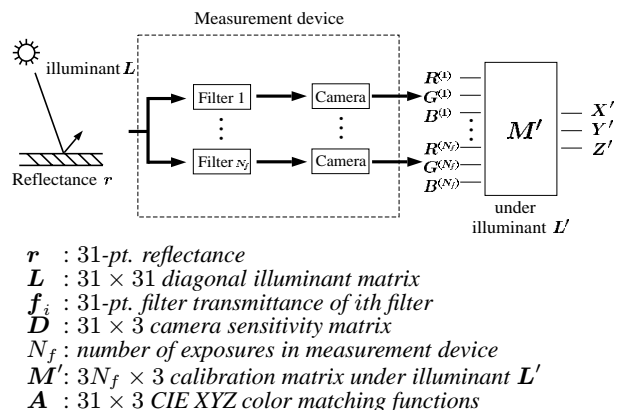 Measurement device
illuminant L
Reflectance r
Filter 1
Camera
Filter N_f
Camera
R^(1)
G^(1)
B^(1)
R^(N_f)
G^(N_f)
B^(N_f)
M′
X′
Y′
Z′
under
illuminant L′
r : 31-pt. reflectance
L : 31 × 31 diagonal illuminant matrix
f_i : 31-pt. filter transmittance of ith filter
D : 31 × 3 camera sensitivity matrix
N_f : number of exposures in measurement device
M′: 3N_f × 3 calibration matrix under illuminant L′
A : 31 × 3 CIE XYZ color matching functions